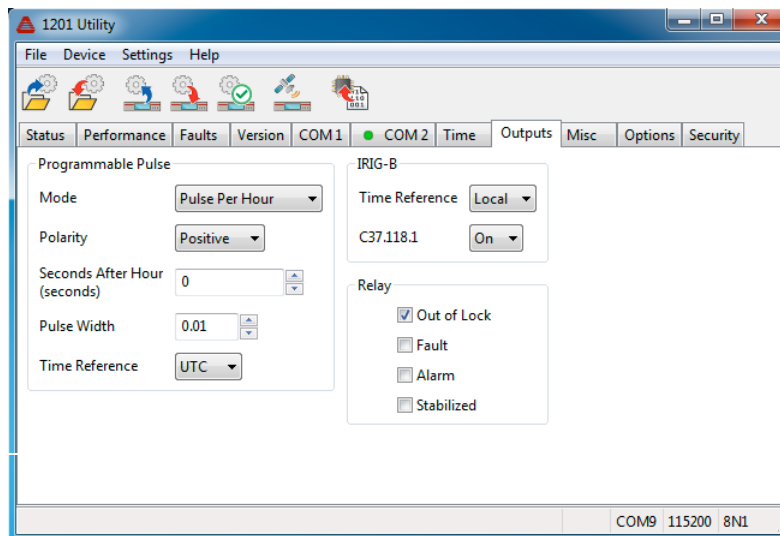 1201 Utility
File Device Settings Help
Status Performance Faults Version COM 1 COM 2 Time Outputs Misc Options Security
Programmable Pulse
Mode Pulse Per Hour
Polarity Positive
Seconds After Hour
(seconds) 0
Pulse Width 0.01
Time Reference UTC
IRIG-B
Time Reference Local
C37.118.1 On
Relay
Out of Lock
Fault
Alarm
Stabilized
COM9 115200 8N1